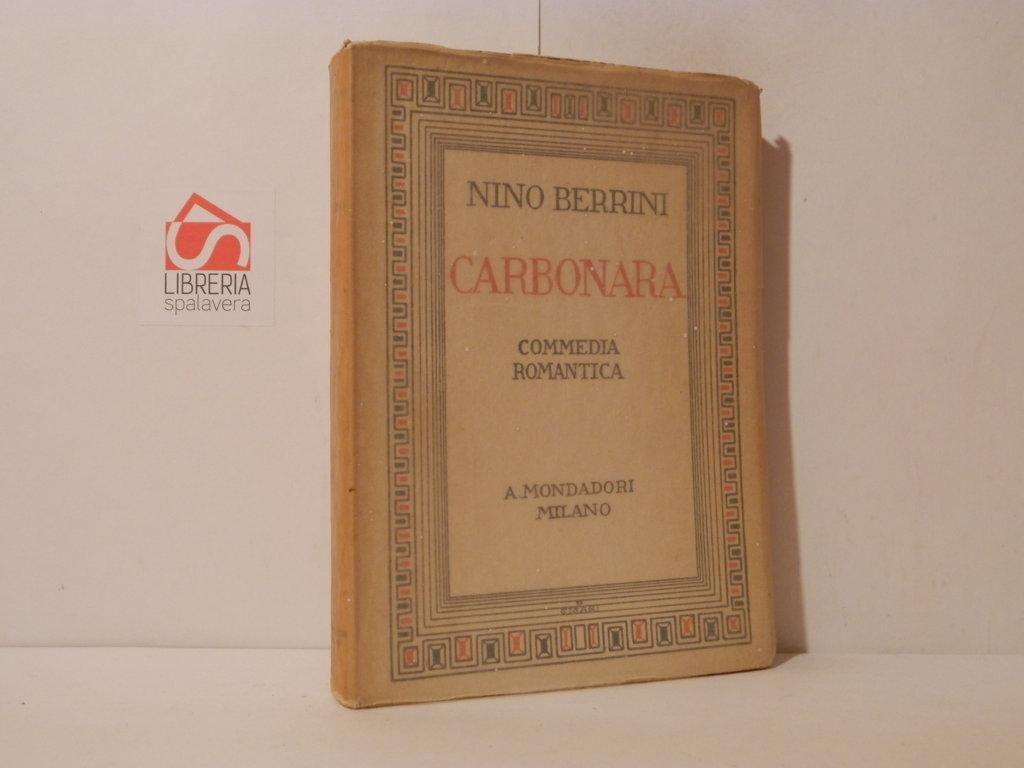 LIBRERIA
spalavera
NINO BERRINI
CARBONARA
COMMEDIA
ROMANTICA
A. MONDADORI
MILANO